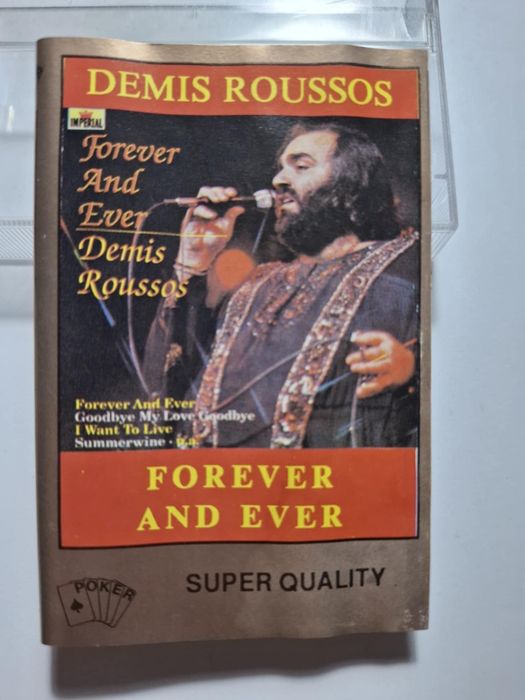 DEMIS ROUSSOS
IMPERIAL
Forever
And
Ever
Demis
Roussos
Forever And Ever
Goodbye My Love Goodbye
I Want To Live
Summerwine · p.a.
FOREVER
AND EVER
POKER
SUPER QUALITY